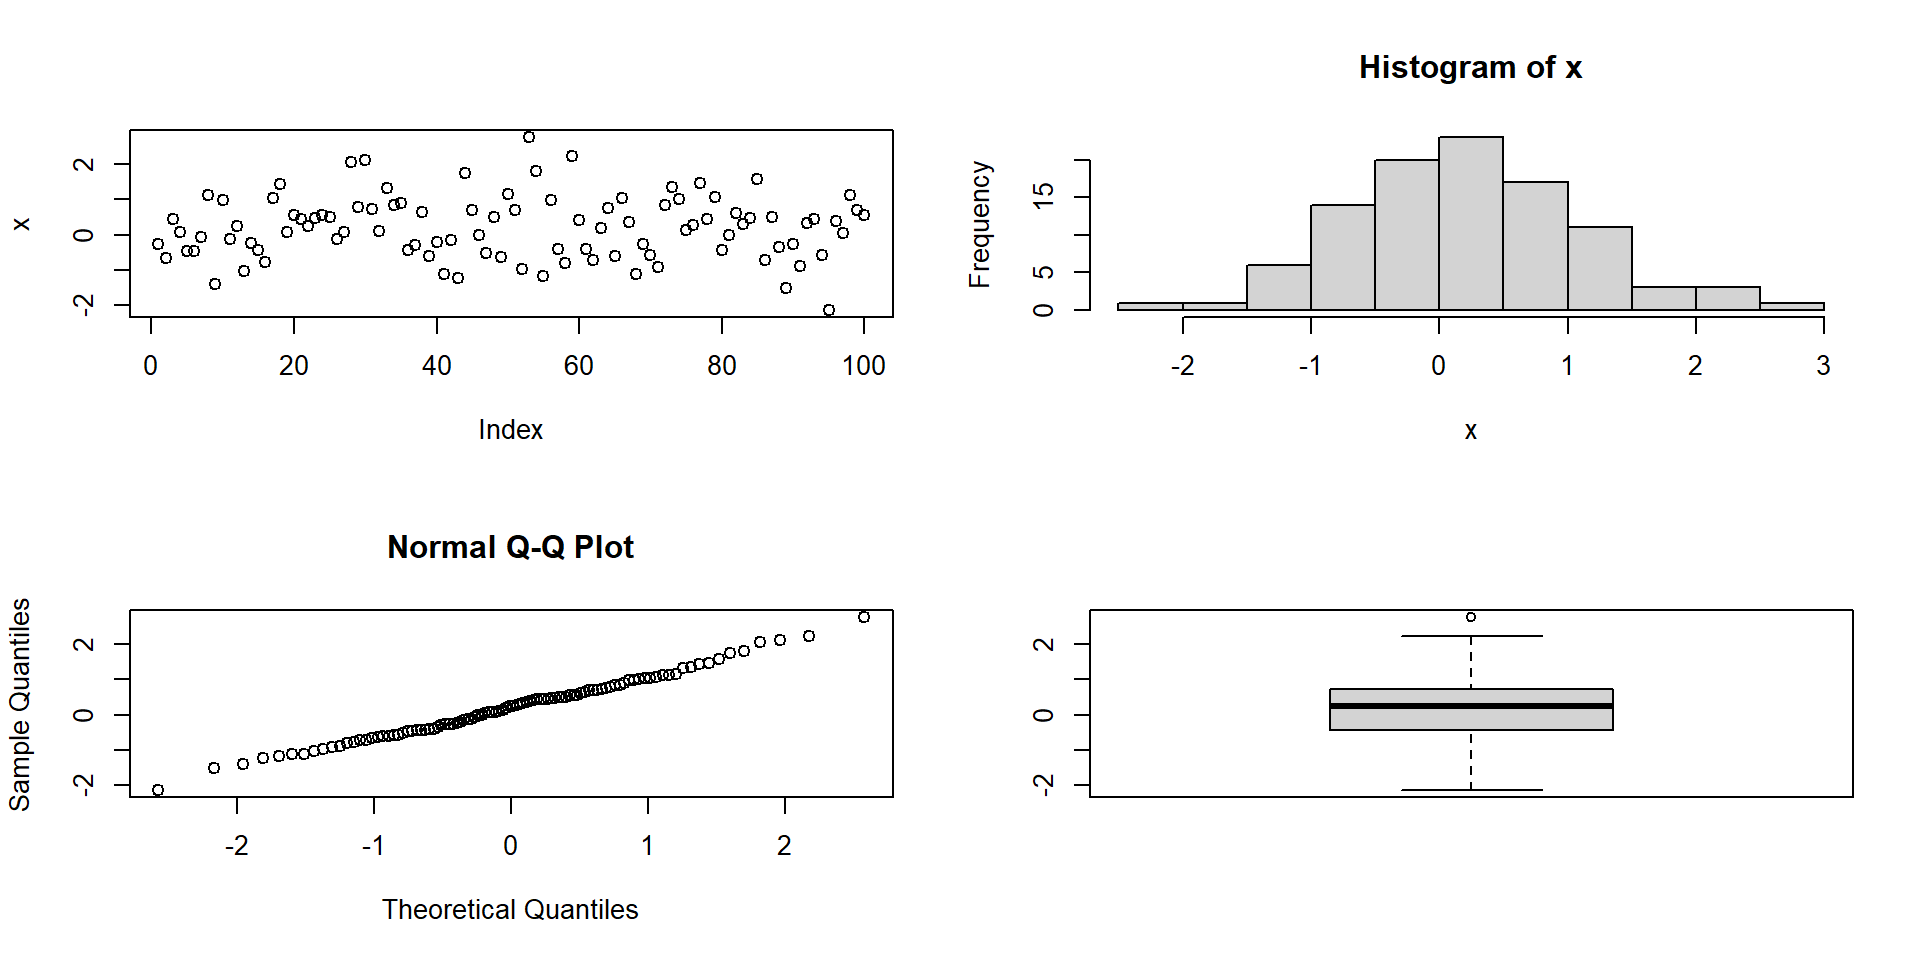 x
2
0
-2
0 20 40 60 80 100
Index
Histogram of x
Frequency
15
5
0
-2 -1 0 1 2 3
x
Normal Q-Q Plot
Sample Quantiles
2
0
-2
-2 -1 0 1 2
Theoretical Quantiles
2
0
-2